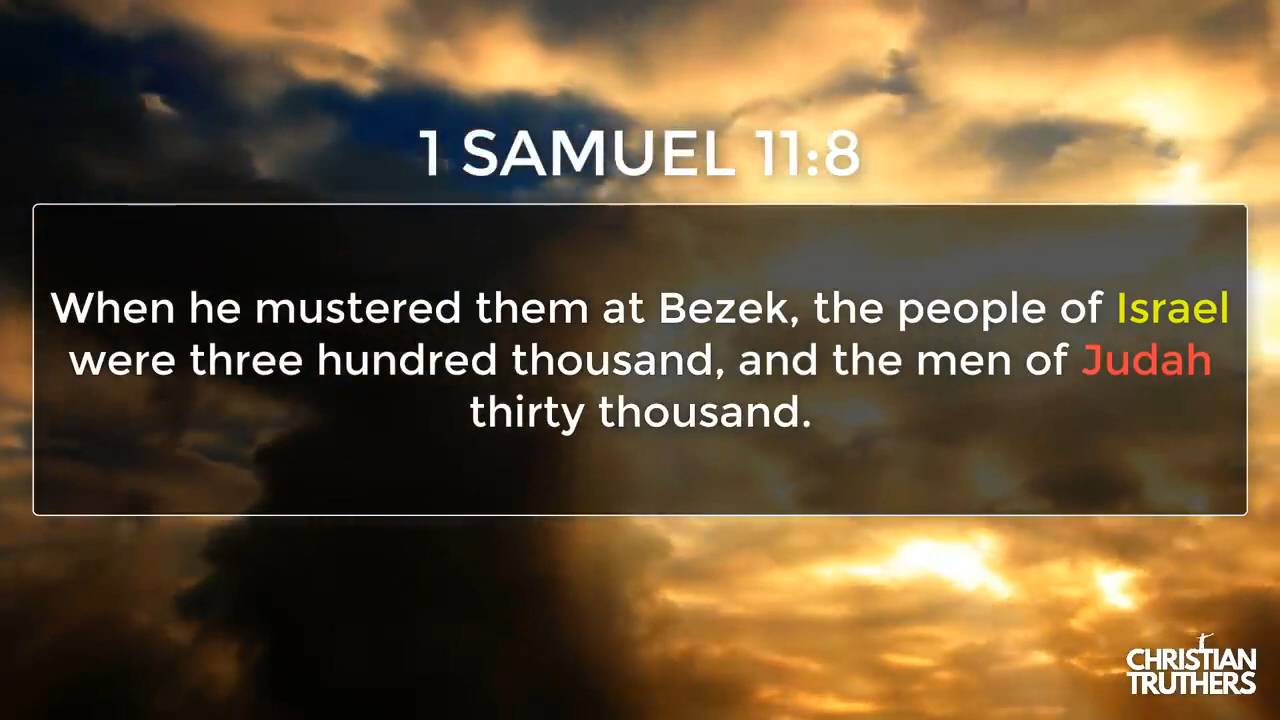 1 SAMUEL 11:8
When he mustered them at Bezek, the people of Israel
were three hundred thousand, and the men of Judah
thirty thousand.
CHRISTIAN
TRUTHERS